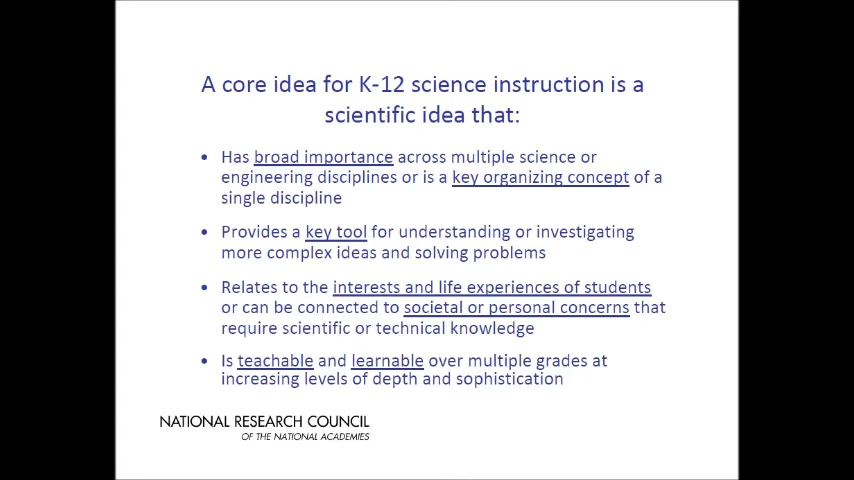 A core idea for K-12 science instruction is a
scientific idea that:
• Has broad importance across multiple science or
engineering disciplines or is a key organizing concept of a
single discipline
• Provides a key tool for understanding or investigating
more complex ideas and solving problems
• Relates to the interests and life experiences of students
or can be connected to societal or personal concerns that
require scientific or technical knowledge
• Is teachable and learnable over multiple grades at
increasing levels of depth and sophistication
NATIONAL RESEARCH COUNCIL
OF THE NATIONAL ACADEMIES